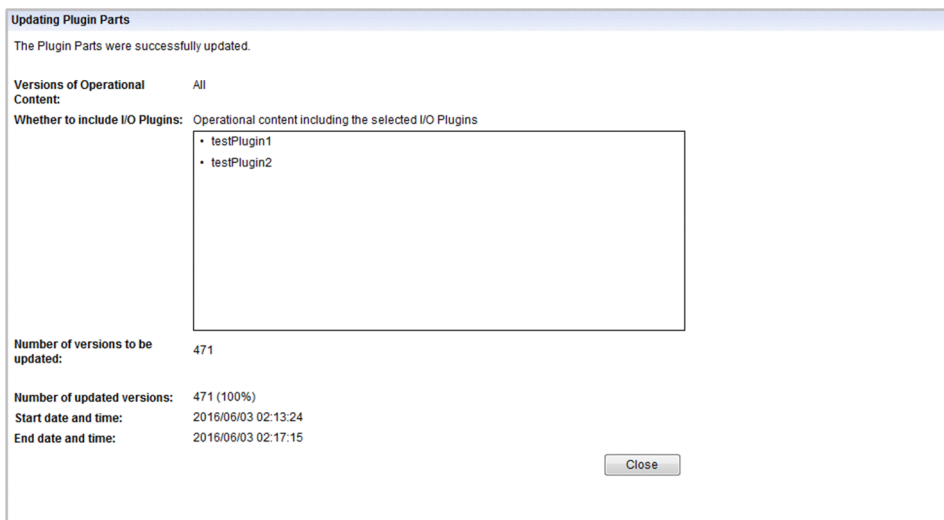 Updating Plugin Parts
The Plugin Parts were successfully updated.
Versions of Operational
Content:
All
Whether to include I/O Plugins: Operational content including the selected I/O Plugins
• testPlugin1
• testPlugin2
Number of versions to be
updated:
471
Number of updated versions: 471 (100%)
Start date and time: 2016/06/03 02:13:24
End date and time: 2016/06/03 02:17:15
Close